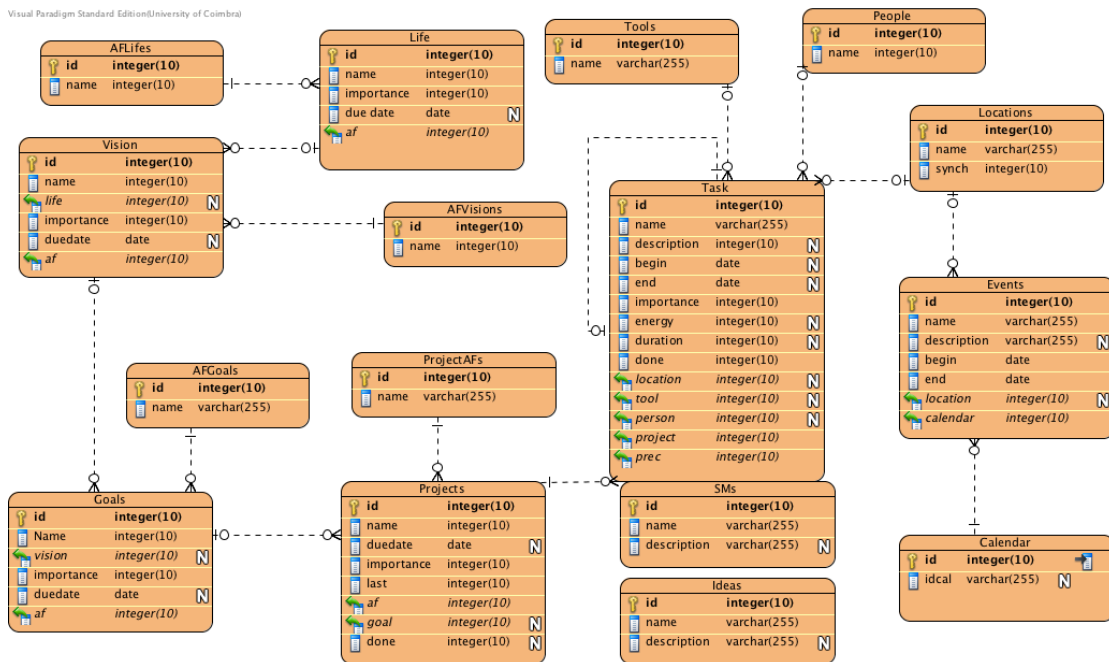 Visual Paradigm Standard Edition(University of Coimbra)
AFLifes
id integer(10)
name integer(10)
Life
id integer(10)
name integer(10)
importance integer(10)
due date date N
af integer(10)
Tools
id integer(10)
name varchar(255)
People
id integer(10)
name integer(10)
Locations
id integer(10)
name varchar(255)
synch integer(10)
Vision
id integer(10)
name integer(10)
life integer(10) N
importance integer(10)
duedate date N
af integer(10)
AFVisions
id integer(10)
name integer(10)
Task
id integer(10)
name varchar(255)
description integer(10) N
begin date N
end date N
importance integer(10)
energy integer(10) N
duration integer(10) N
done integer(10)
location integer(10) N
tool integer(10) N
person integer(10) N
project integer(10)
prec integer(10)
Events
id integer(10)
name varchar(255)
description varchar(255) N
begin date
end date
location integer(10) N
calendar integer(10)
AFGoals
id integer(10)
name varchar(255)
ProjectAFs
id integer(10)
name varchar(255)
Goals
id integer(10)
Name integer(10)
vision integer(10) N
importance integer(10)
duedate date N
af integer(10)
Projects
id integer(10)
name integer(10)
duedate date N
importance integer(10)
last integer(10)
af integer(10)
goal integer(10) N
done integer(10) N
SMs
id integer(10)
name varchar(255)
description varchar(255) N
Ideas
id integer(10)
name varchar(255)
description varchar(255) N
Calendar
id integer(10)
idcal varchar(255) N